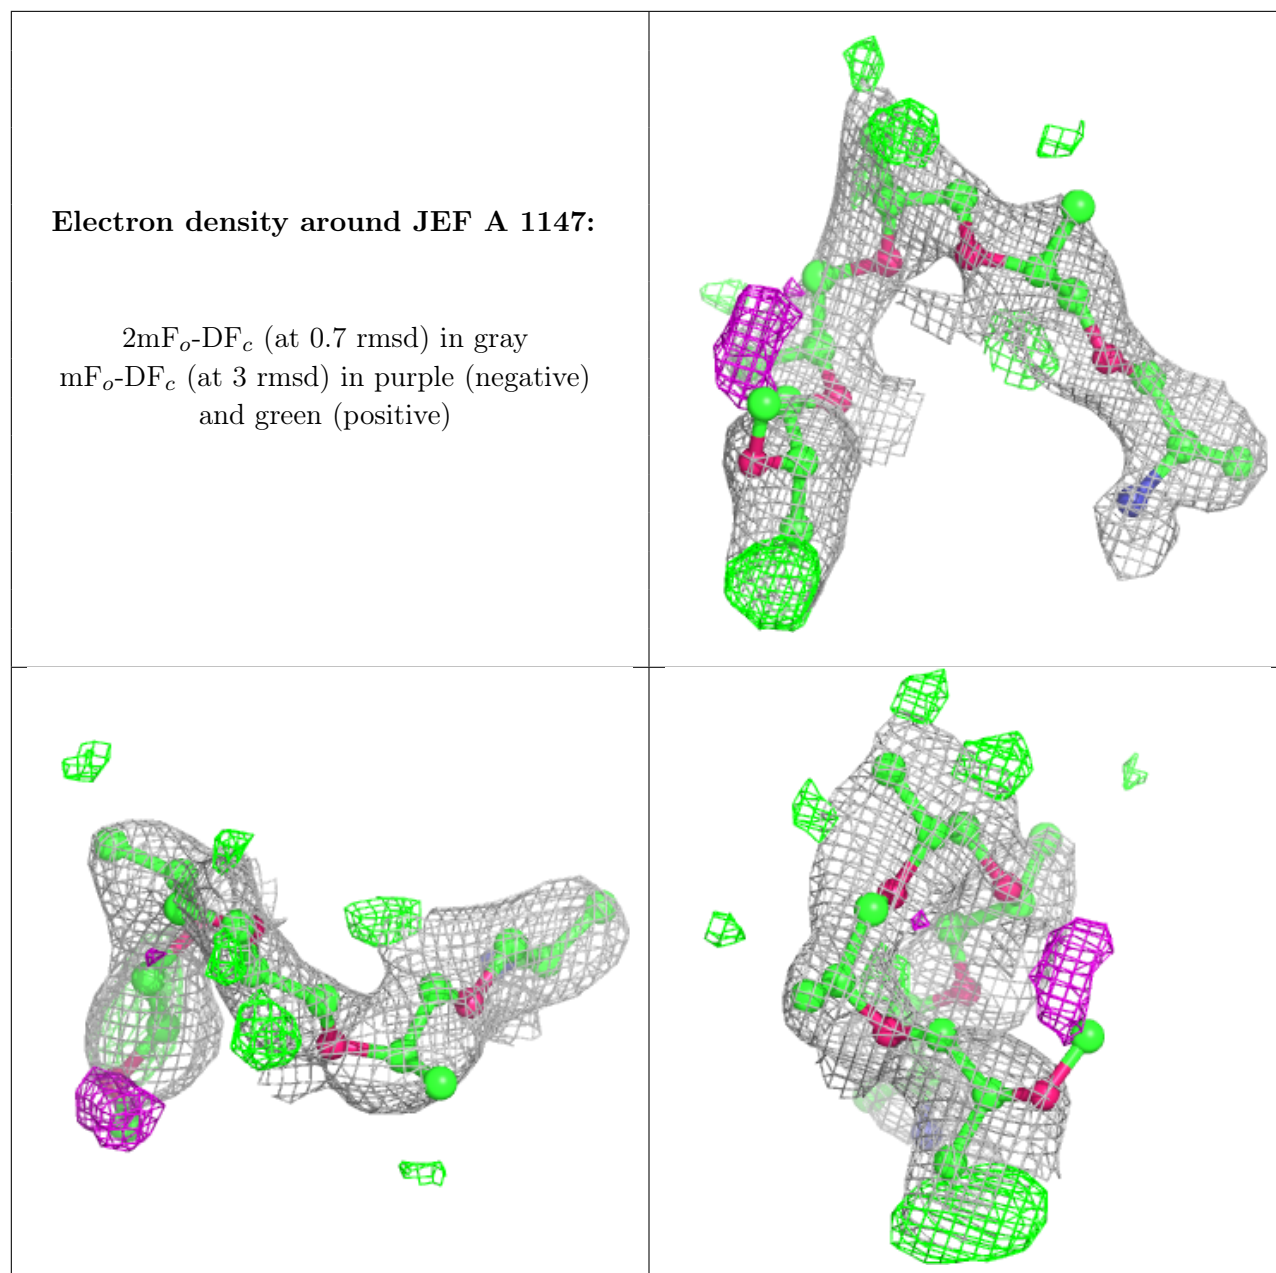 Electron density around JEF A 1147:
2mFₒ-DF𝒸 (at 0.7 rmsd) in gray
mFₒ-DF𝒸 (at 3 rmsd) in purple (negative)
and green (positive)